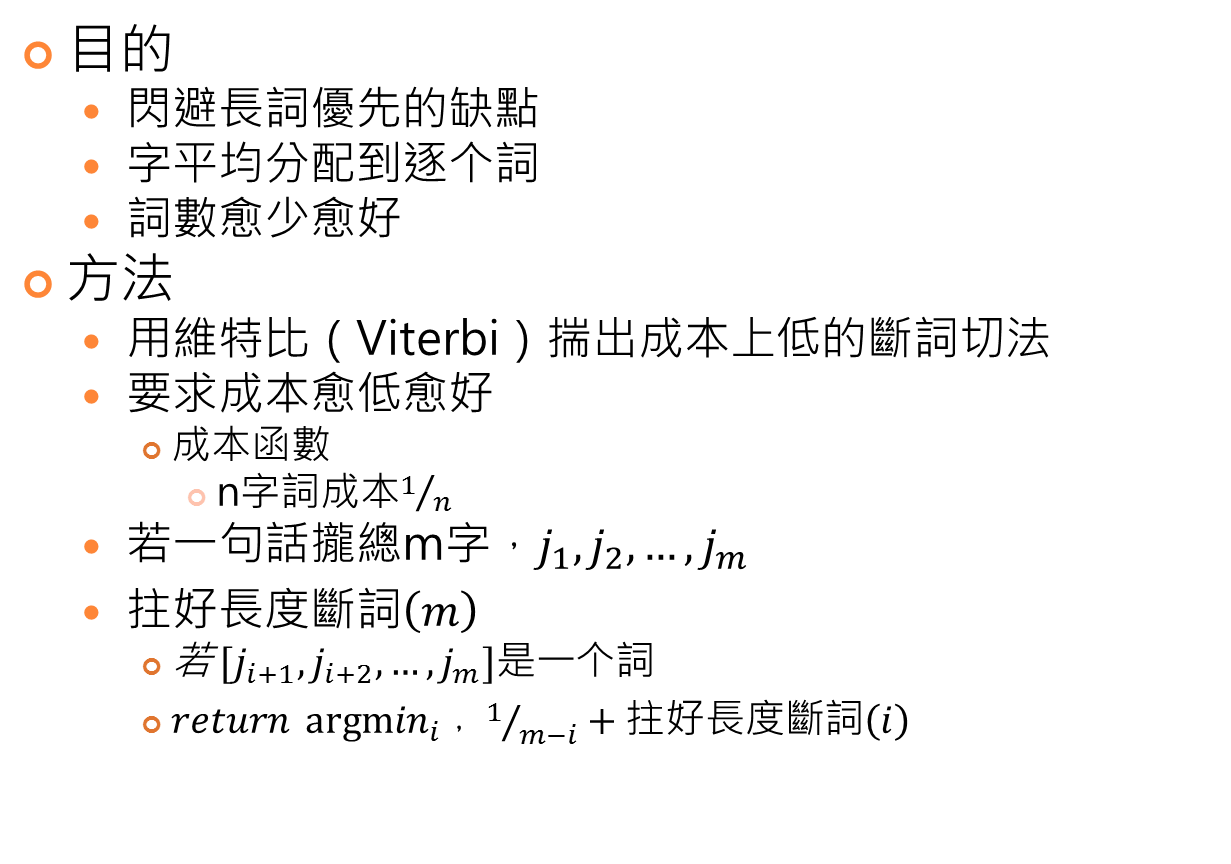 目的
閃避長詞優先的缺點
字平均分配到逐个詞
詞數愈少愈好
方法
用維特比（Viterbi）揣出成本上低的斷詞切法
要求成本愈低愈好
成本函數
n字詞成本¹/ₙ
若一句話攏總m字，j₁,j₂,…,jₘ
拄好長度斷詞(m)
若[jᵢ₊₁,jᵢ₊₂,…,jₘ]是一个詞
return argminᵢ，¹/ₘ₋ᵢ + 拄好長度斷詞(i)